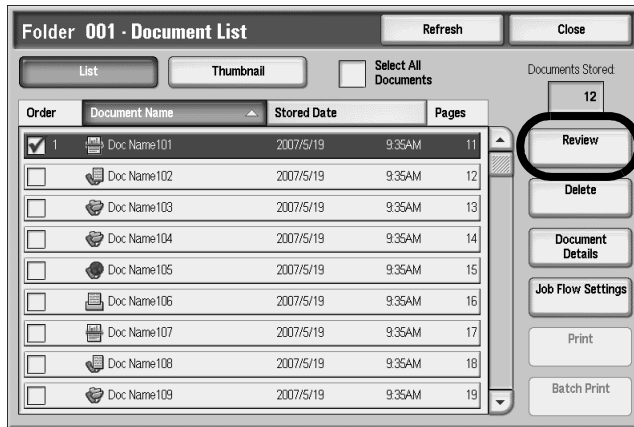 Folder 001 - Document List
Refresh
Close
List
Thumbnail
Select All
Documents
Documents Stored:
12
Order
Document Name
Stored Date
Pages
1 Doc Name101 2007/5/19 9:35AM 11
Doc Name102 2007/5/19 9:35AM 12
Doc Name103 2007/5/19 9:35AM 13
Doc Name104 2007/5/19 9:35AM 14
Doc Name105 2007/5/19 9:35AM 15
Doc Name106 2007/5/19 9:35AM 16
Doc Name107 2007/5/19 9:35AM 17
Doc Name108 2007/5/19 9:35AM 18
Doc Name109 2007/5/19 9:35AM 19
Review
Delete
Document
Details
Job Flow Settings
Print
Batch Print